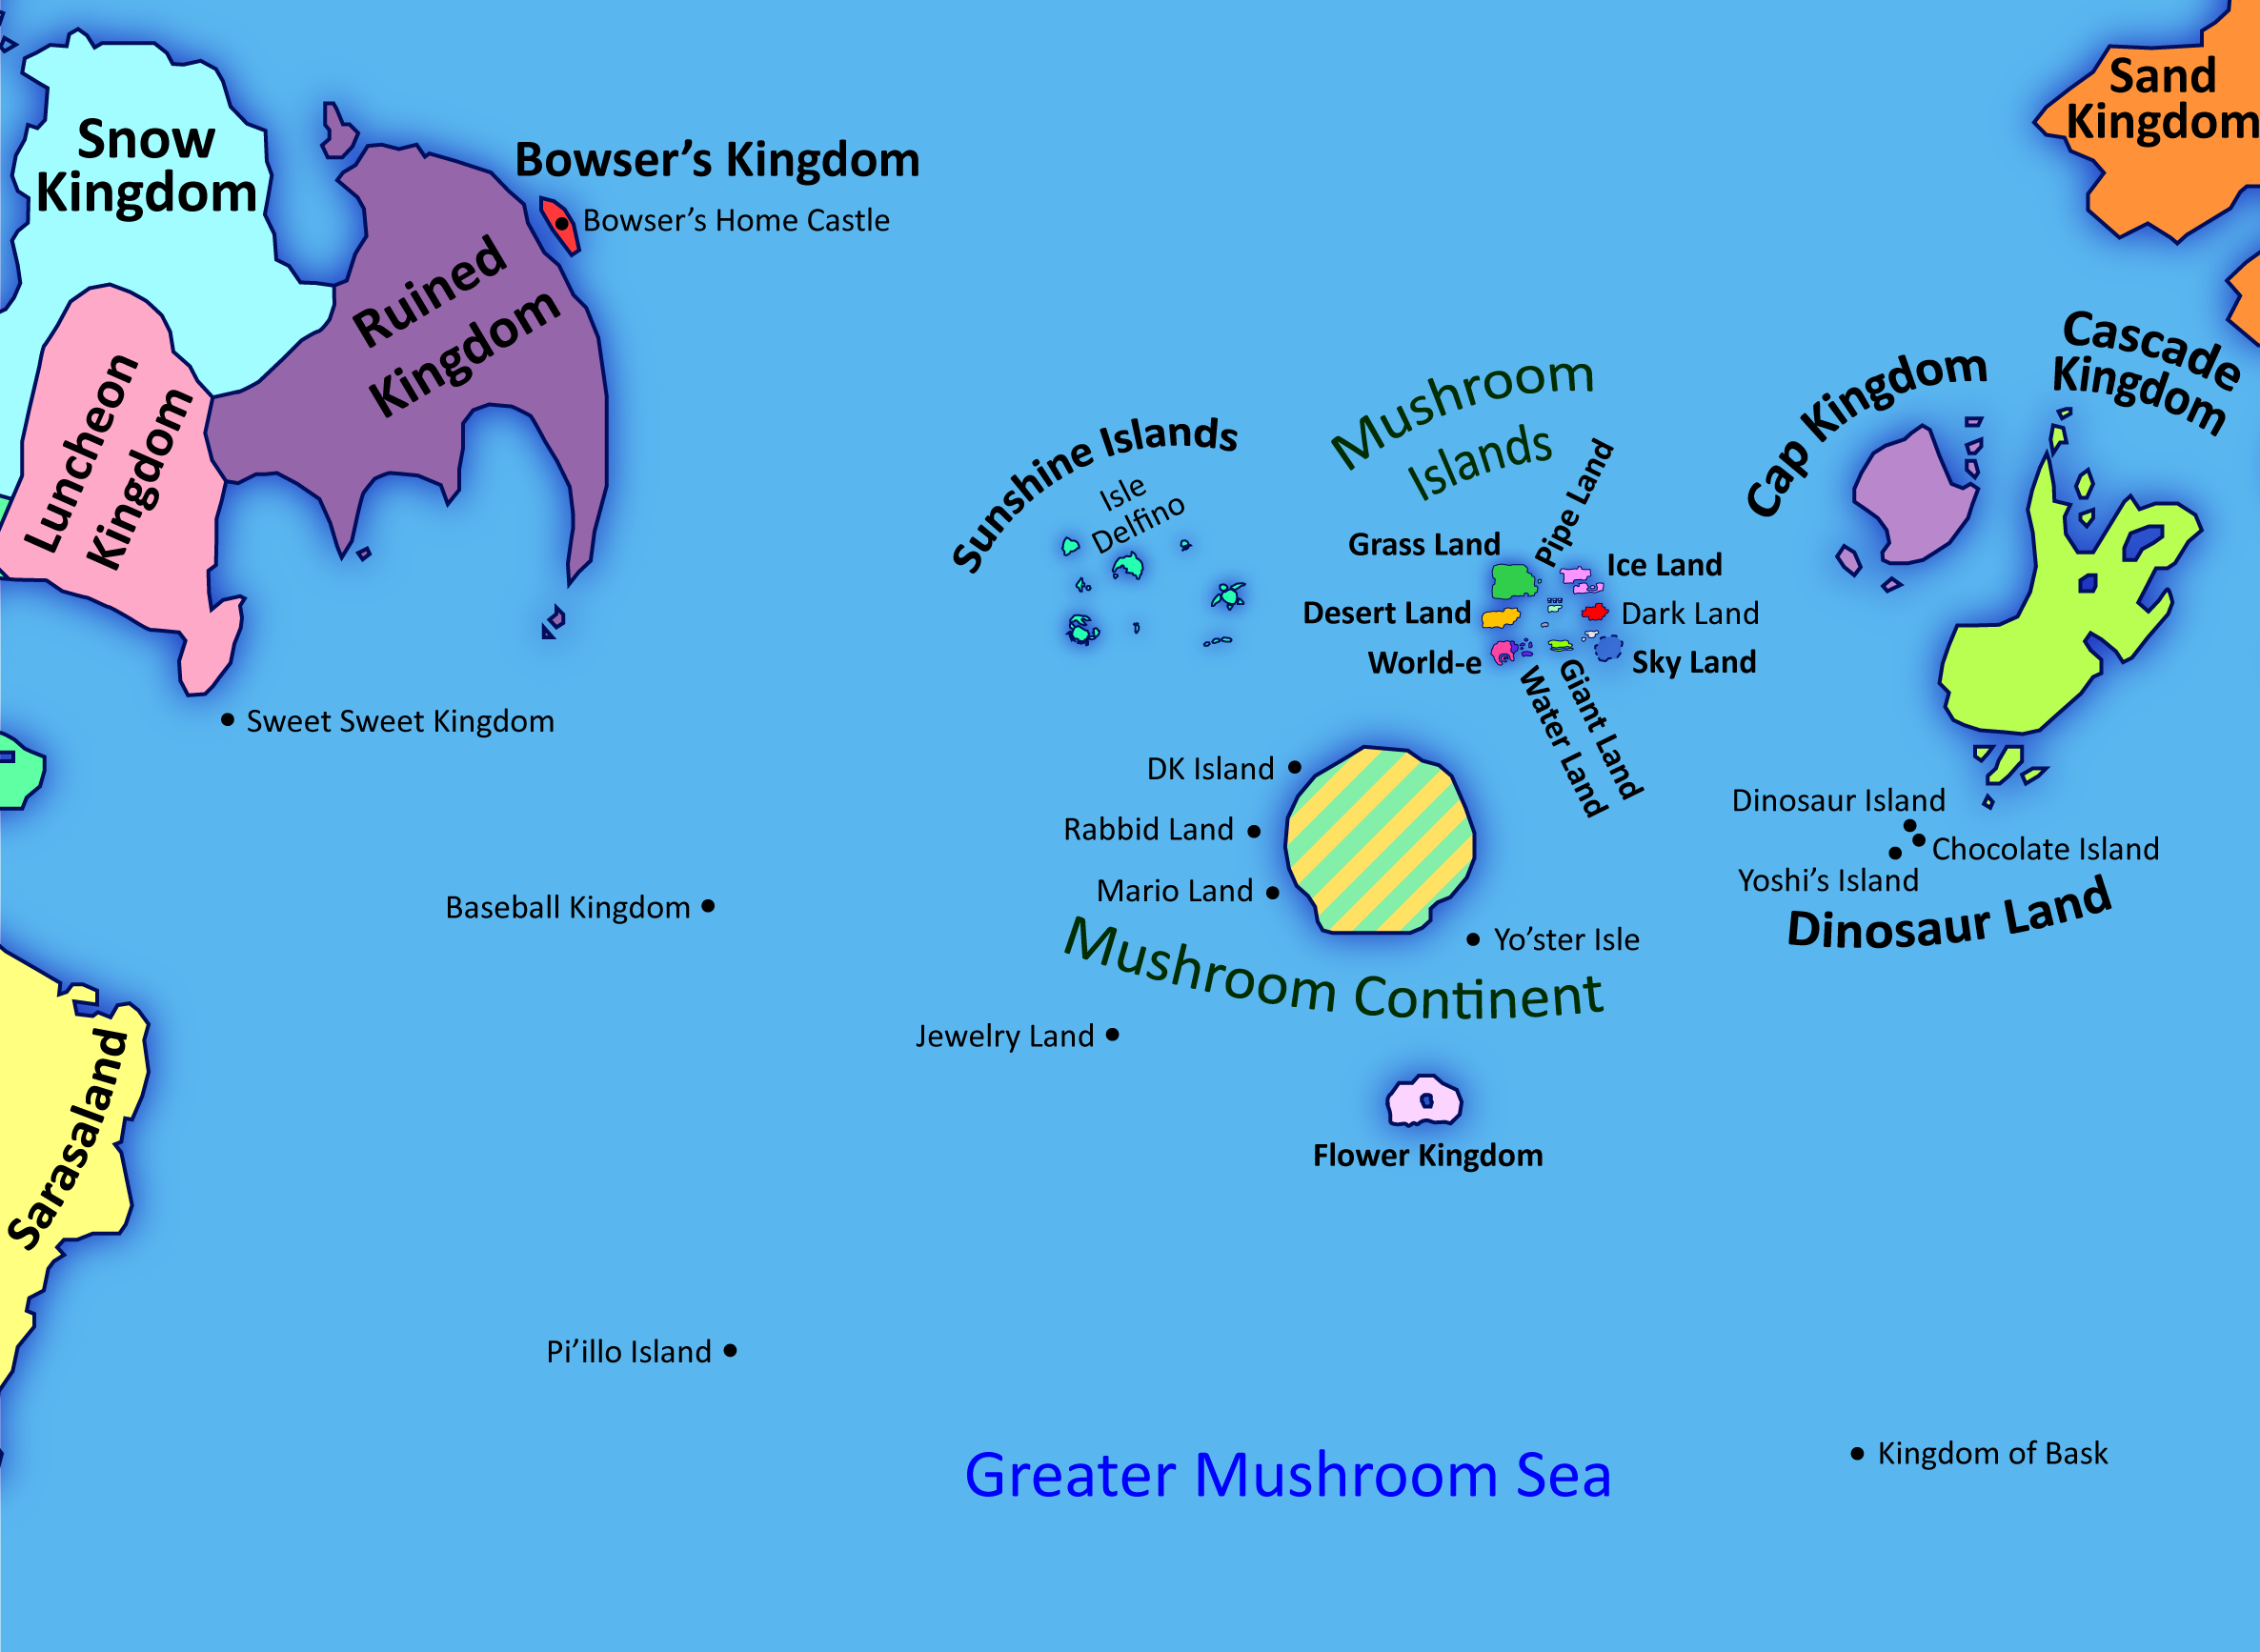 Snow
Kingdom
Bowser's Kingdom
Bowser's Home Castle
Ruined
Kingdom
Luncheon
Kingdom
Sand
Kingdom
Cascade
Kingdom
Cap Kingdom
Mushroom
Islands
Sunshine Islands
Isle
Delfino
Pipe Land
Grass Land
Ice Land
Desert Land
Dark Land
World-e
Sky Land
Water Land
Giant Land
Sweet Sweet Kingdom
DK Island
Rabbid Land
Mario Land
Dinosaur Island
Chocolate Island
Yoshi's Island
Dinosaur Land
Baseball Kingdom
Yo'ster Isle
Mushroom Continent
Jewelry Land
Sarasaland
Flower Kingdom
Pi'illo Island
Greater Mushroom Sea
Kingdom of Bask